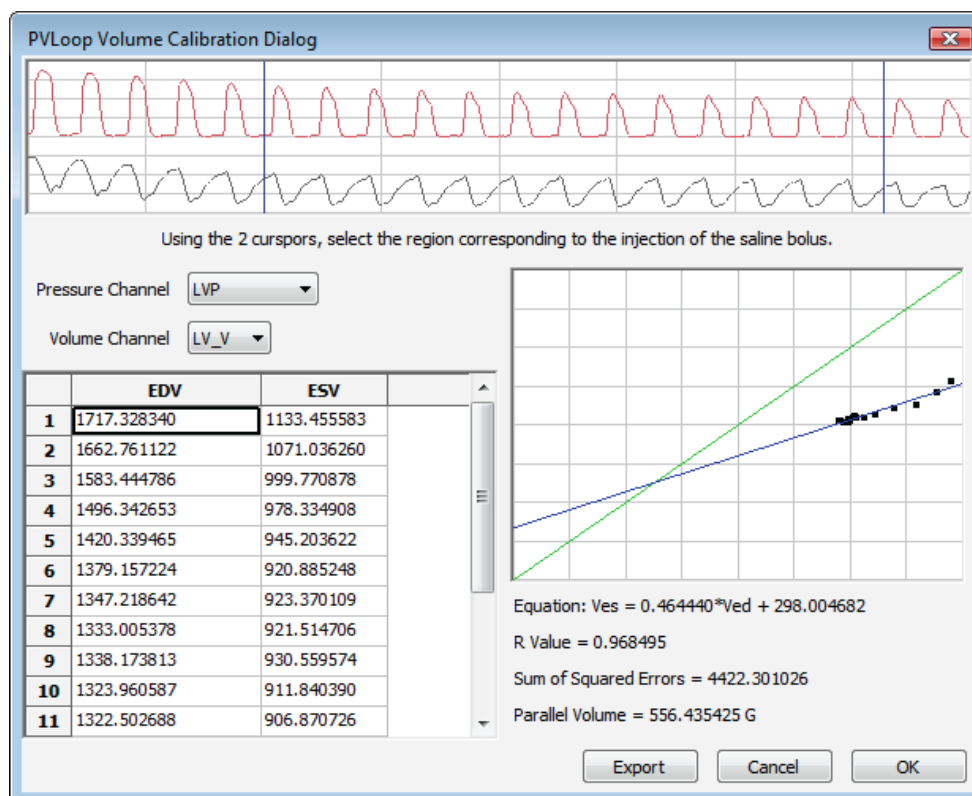 PVLoop Volume Calibration Dialog
Using the 2 curspors, select the region corresponding to the injection of the saline bolus.
Pressure Channel LVP
Volume Channel LV_V
EDV ESV
1 1717.328340 1133.455583
2 1662.761122 1071.036260
3 1583.444786 999.770878
4 1496.342653 978.334908
5 1420.339465 945.203622
6 1379.157224 920.885248
7 1347.218642 923.370109
8 1333.005378 921.514706
9 1338.173813 930.559574
10 1323.960587 911.840390
11 1322.502688 906.870726
Equation: Ves = 0.464440*Ved + 298.004682
R Value = 0.968495
Sum of Squared Errors = 4422.301026
Parallel Volume = 556.435425 G
Export Cancel OK